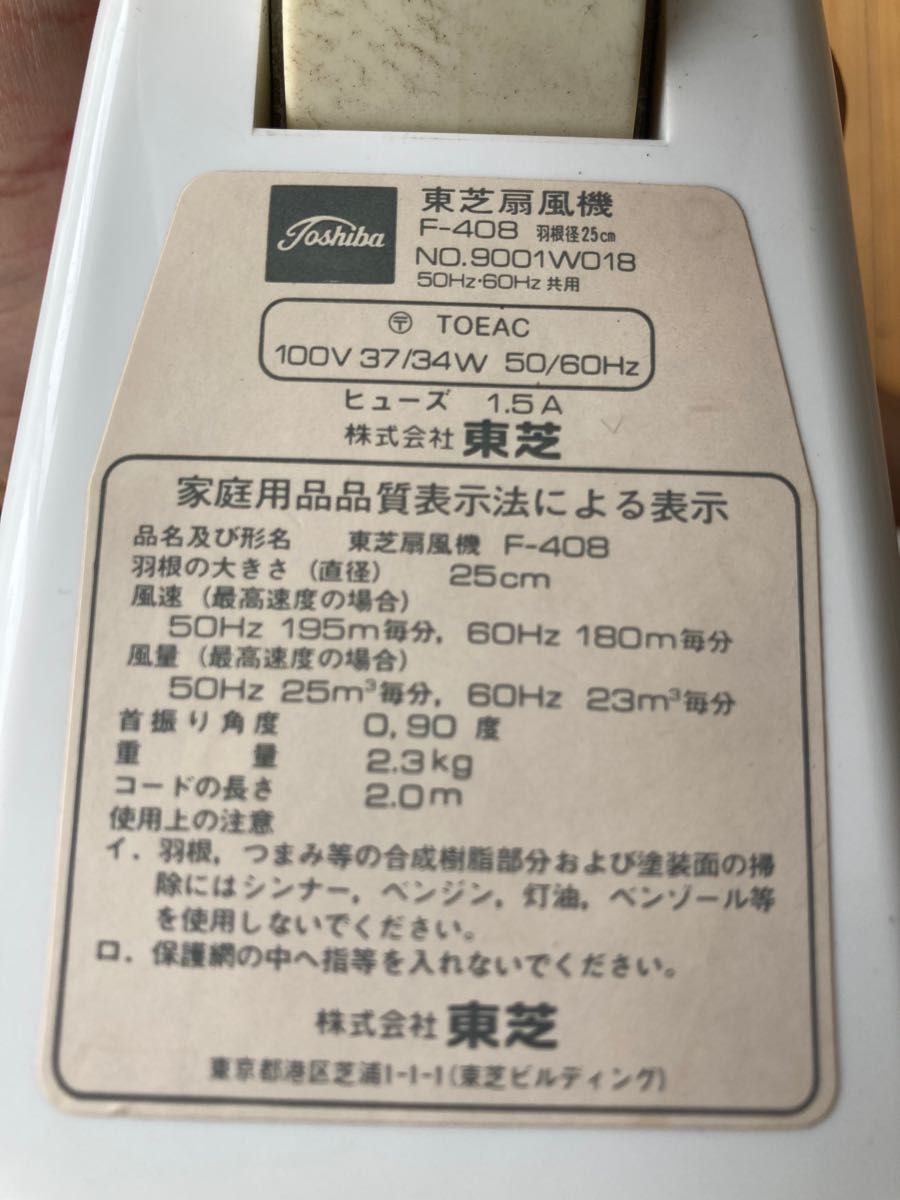 Toshiba
東芝扇風機
F-408 羽根径25cm
NO.9001W018
50Hz・60Hz 共用
〶 TOEAC
100V 37/34W 50/60Hz
ヒューズ 1.5A
株式会社 東芝
家庭用品品質表示法による表示
品名及び形名 東芝扇風機 F-408
羽根の大きさ (直径) 25cm
風速 (最高速度の場合)
50Hz 195m毎分, 60Hz 180m毎分
風量 (最高速度の場合)
50Hz 25m³毎分, 60Hz 23m³毎分
首振り角度 0,90 度
重量 2.3kg
コードの長さ 2.0m
使用上の注意
イ. 羽根, つまみ等の合成樹脂部分および塗装面の掃
除にはシンナー, ベンジン, 灯油, ベンゾール等
を使用しないでください。
ロ. 保護網の中へ指等を入れないでください。
株式会社 東芝
東京都港区芝浦1-1-1(東芝ビルディング)